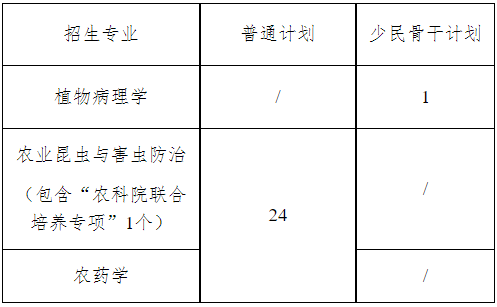 招生专业 普通计划 少民骨干计划
植物病理学 / 1
农业昆虫与害虫防治
（包含“农科院联合
培养专项”1个）
24
/
农药学 /